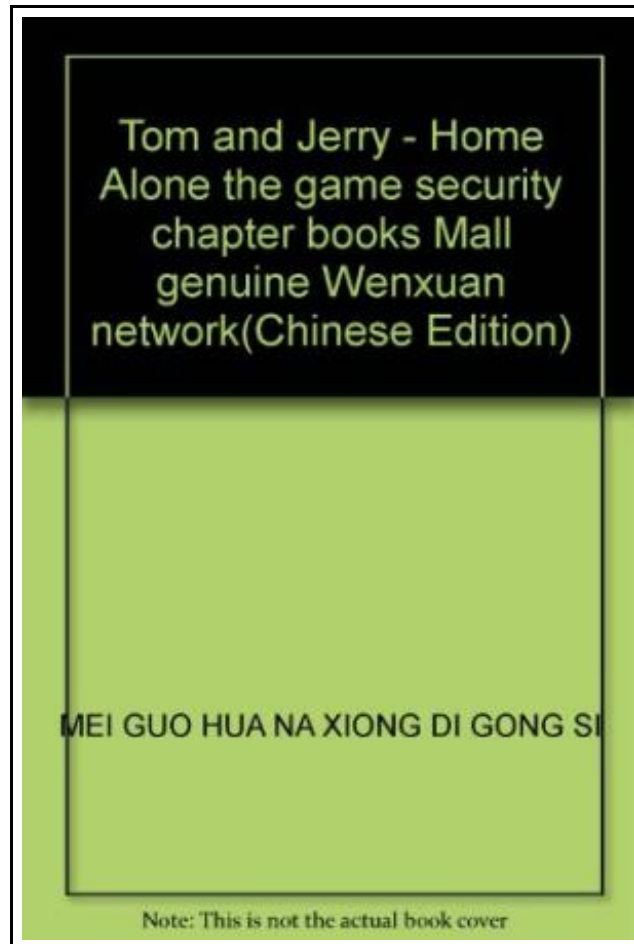 Tom and Jerry - Home
Alone the game security
chapter books Mall
genuine Wenxuan
network(Chinese Edition)
MEI GUO HUA NA XIONG DI GONG SI
Note: This is not the actual book cover